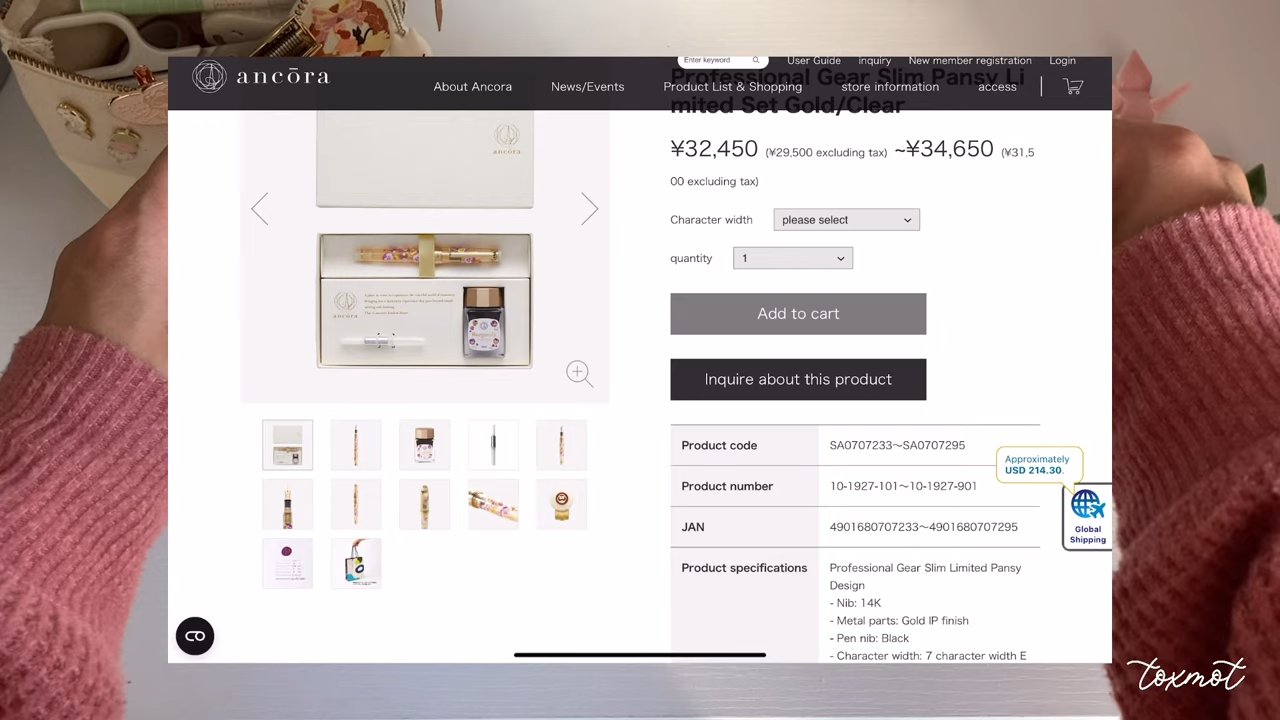 ancōra
Enter keyword
User Guide
inquiry
New member registration
Login
About Ancora
News/Events
Product List & Shopping
store information
access
Professional Gear Slim Pansy Li
mited Set Gold/Clear
¥32,450 (¥29,500 excluding tax) ~¥34,650 (¥31,5
00 excluding tax)
Character width
please select
quantity
1
Add to cart
Inquire about this product
Product code
SA0707233～SA0707295
Product number
10-1927-101～10-1927-901
JAN
4901680707233～4901680707295
Product specifications
Professional Gear Slim Limited Pansy
Design
- Nib: 14K
- Metal parts: Gold IP finish
- Pen nib: Black
- Character width: 7 character width E
Approximately
USD 214.30.
Global
Shipping
ancōra
ancōra
toxmot